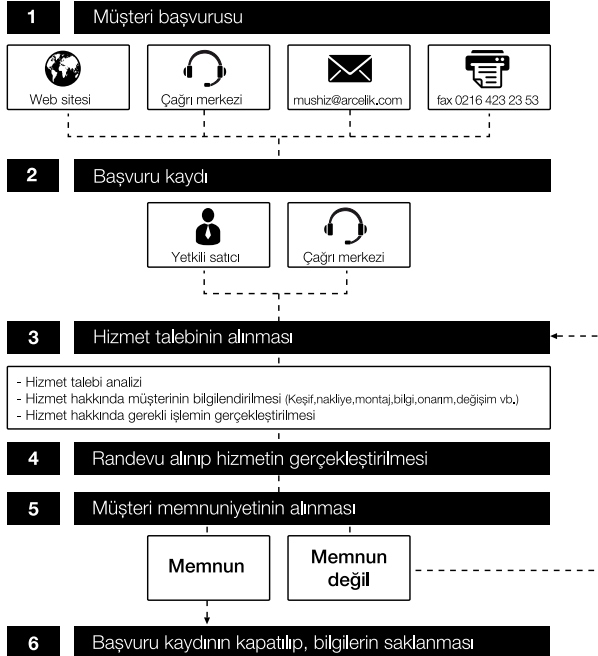 1 Müşteri başvurusu
Web sitesi
Çağrı merkezi
mushiz@arcelik.com
fax 0216 423 23 53
2 Başvuru kaydı
Yetkili satıcı
Çağrı merkezi
3 Hizmet talebinin alınması
- Hizmet talebi analizi
- Hizmet hakkında müşterinin bilgilendirilmesi (Keşif,nakliye,montaj,bilgi,onarım,değişim vb.)
- Hizmet hakkında gerekli işlemin gerçekleştirilmesi
4 Randevu alınıp hizmetin gerçekleştirilmesi
5 Müşteri memnuniyetinin alınması
Memnun
Memnun
değil
6 Başvuru kaydının kapatılıp, bilgilerin saklanması